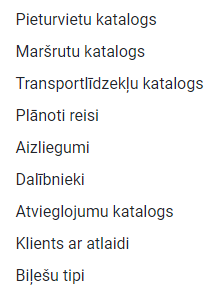 Pieturvietu katalogs
Maršrutu katalogs
Transportlīdzekļu katalogs
Plānoti reisi
Aizliegumi
Dalībnieki
Atvieglojumu katalogs
Klients ar atlaidi
Biļešu tipi